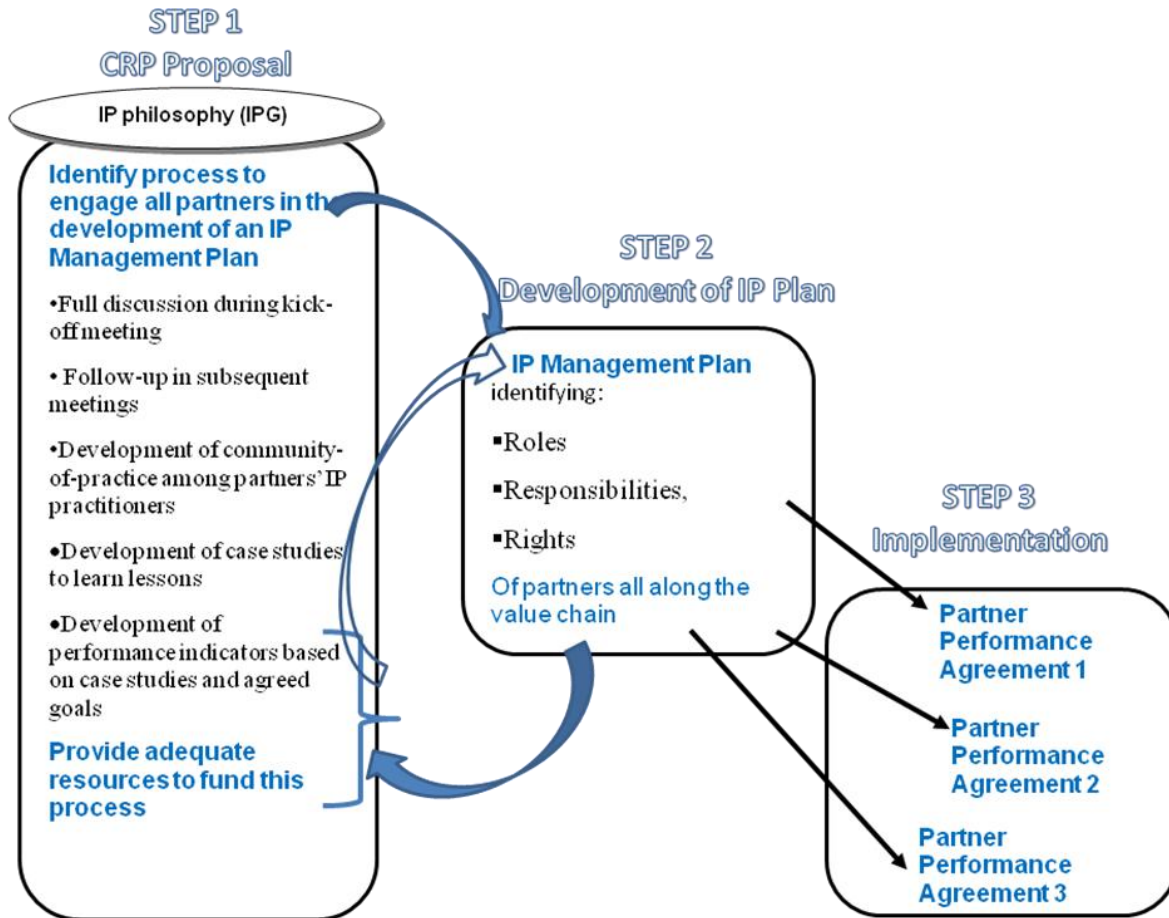 STEP 1
CRP Proposal
IP philosophy (IPG)
Identify process to
engage all partners in the
development of an IP
Management Plan
•Full discussion during kick-
off meeting
• Follow-up in subsequent
meetings
•Development of community-
of-practice among partners' IP
practitioners
•Development of case studies
to learn lessons
•Development of
performance indicators based
on case studies and agreed
goals
Provide adequate
resources to fund this
process
STEP 2
Development of IP Plan
IP Management Plan
identifying:
▪Roles
▪Responsibilities,
▪Rights
Of partners all along the
value chain
STEP 3
Implementation
Partner
Performance
Agreement 1
Partner
Performance
Agreement 2
Partner
Performance
Agreement 3